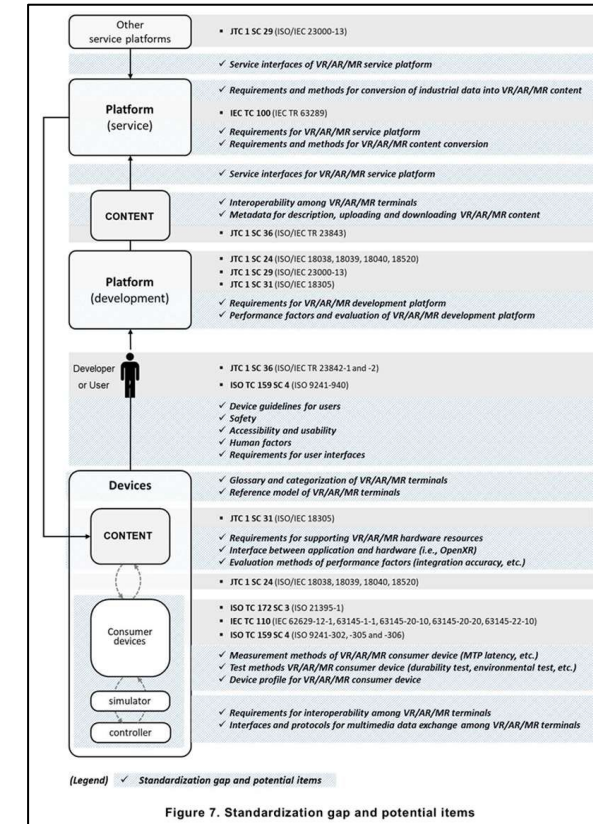 Other
service platforms
▪ JTC 1 SC 29 (ISO/IEC 23000-13)
✓ Service interfaces of VR/AR/MR service platform
Platform
(service)
✓ Requirements and methods for conversion of industrial data into VR/AR/MR content
▪ IEC TC 100 (IEC TR 63289)
✓ Requirements for VR/AR/MR service platform
✓ Requirements and methods for VR/AR/MR content conversion
✓ Service interfaces for VR/AR/MR service platform
CONTENT
✓ Interoperability among VR/AR/MR terminals
✓ Metadata for description, uploading and downloading VR/AR/MR content
▪ JTC 1 SC 36 (ISO/IEC TR 23843)
Platform
(development)
▪ JTC 1 SC 24 (ISO/IEC 18038, 18039, 18040, 18520)
▪ JTC 1 SC 29 (ISO/IEC 23000-13)
▪ JTC 1 SC 31 (ISO/IEC 18305)
✓ Requirements for VR/AR/MR development platform
✓ Performance factors and evaluation of VR/AR/MR development platform
Developer
or User
▪ JTC 1 SC 36 (ISO/IEC TR 23842-1 and -2)
▪ ISO TC 159 SC 4 (ISO 9241-940)
✓ Device guidelines for users
✓ Safety
✓ Accessibility and usability
✓ Human factors
✓ Requirements for user interfaces
Devices
✓ Glossary and categorization of VR/AR/MR terminals
✓ Reference model of VR/AR/MR terminals
CONTENT
▪ JTC 1 SC 31 (ISO/IEC 18305)
✓ Requirements for supporting VR/AR/MR hardware resources
✓ Interface between application and hardware (i.e., OpenXR)
✓ Evaluation methods of performance factors (integration accuracy, etc.)
▪ JTC 1 SC 24 (ISO/IEC 18038, 18039, 18040, 18520)
Consumer
devices
▪ ISO TC 172 SC 3 (ISO 21395-1)
▪ IEC TC 110 (IEC 62629-12-1, 63145-1-1, 63145-20-10, 63145-20-20, 63145-22-10)
▪ ISO TC 159 SC 4 (ISO 9241-302, -305 and -306)
✓ Measurement methods of VR/AR/MR consumer device (MTP latency, etc.)
✓ Test methods VR/AR/MR consumer device (durability test, environmental test, etc.)
✓ Device profile for VR/AR/MR consumer device
simulator
controller
✓ Requirements for interoperability among VR/AR/MR terminals
✓ Interfaces and protocols for multimedia data exchange among VR/AR/MR terminals
(Legend) ✓ Standardization gap and potential items
Figure 7. Standardization gap and potential items